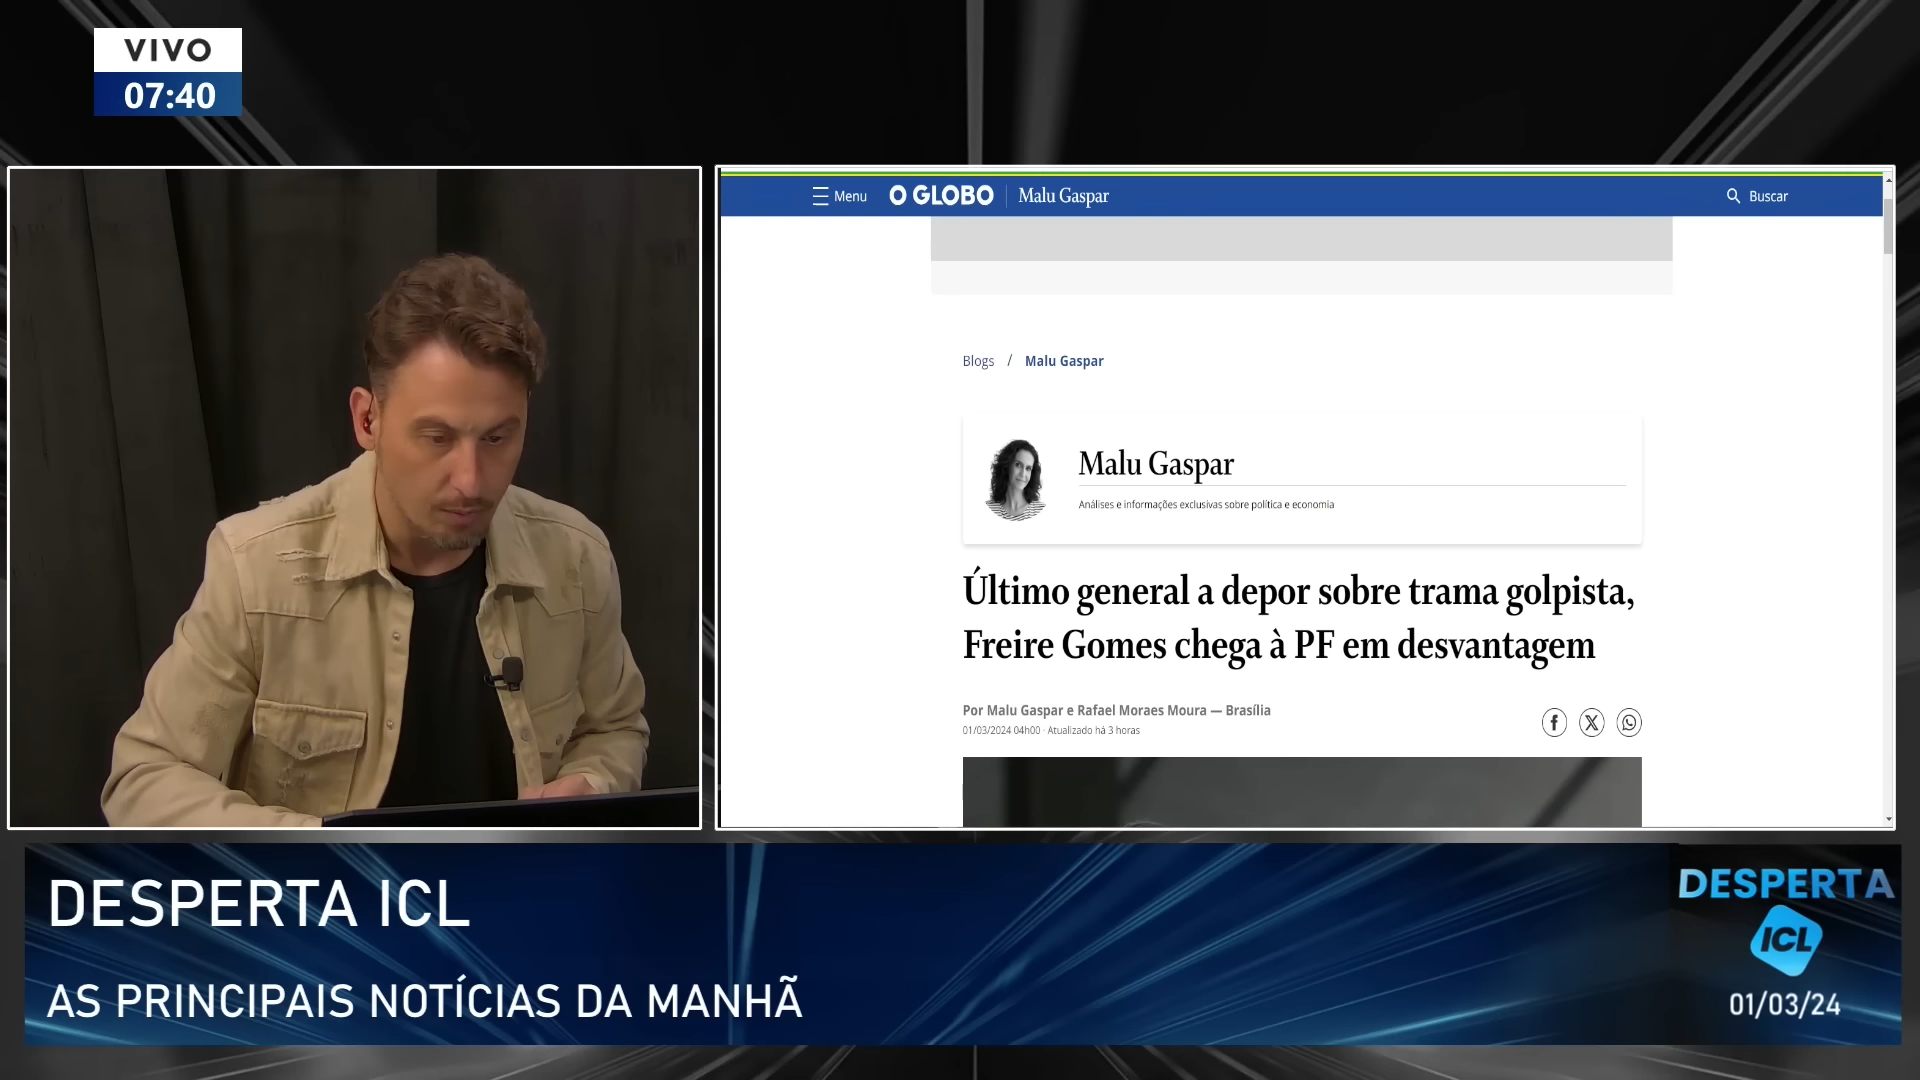 VIVO
07:40
Menu
O GLOBO
Malu Gaspar
Buscar
Blogs / Malu Gaspar
Malu Gaspar
Análises e informações exclusivas sobre política e economia
Último general a depor sobre trama golpista,
Freire Gomes chega à PF em desvantagem
Por Malu Gaspar e Rafael Moraes Moura — Brasília
01/03/2024 04h00 · Atualizado há 3 horas
DESPERTA ICL
AS PRINCIPAIS NOTÍCIAS DA MANHÃ
DESPERTA
ICL
01/03/24